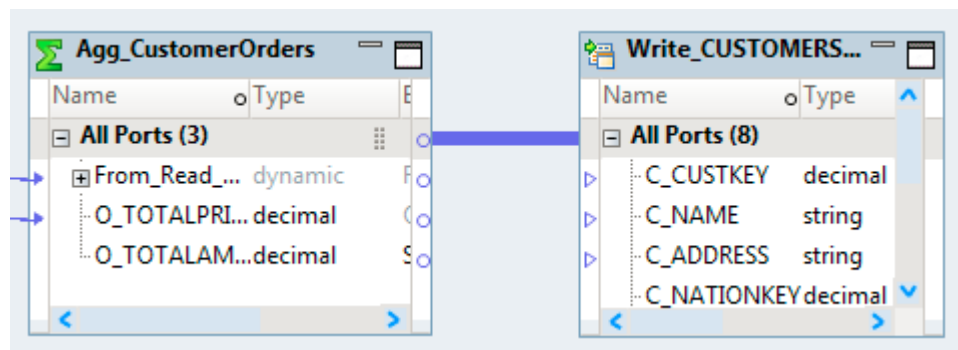 Agg_CustomerOrders
Name Type E
All Ports (3)
From_Read_... dynamic F
O_TOTALPRI... decimal
O_TOTALAM... decimal S
Write_CUSTOMERS...
Name Type
All Ports (8)
C_CUSTKEY decimal
C_NAME string
C_ADDRESS string
C_NATIONKEY decimal